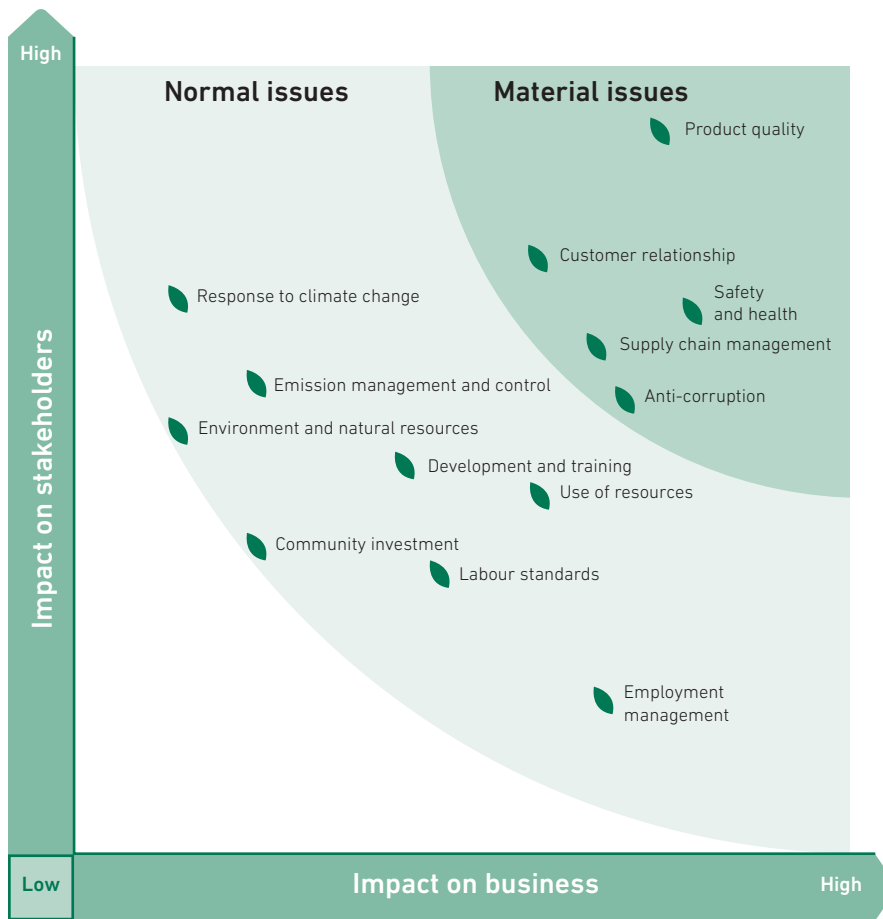 High
Normal issues
Material issues
Product quality
Customer relationship
Response to climate change
Safety
and health
Supply chain management
Emission management and control
Anti-corruption
Environment and natural resources
Development and training
Use of resources
Community investment
Labour standards
Employment
management
Impact on stakeholders
Low
Impact on business
High